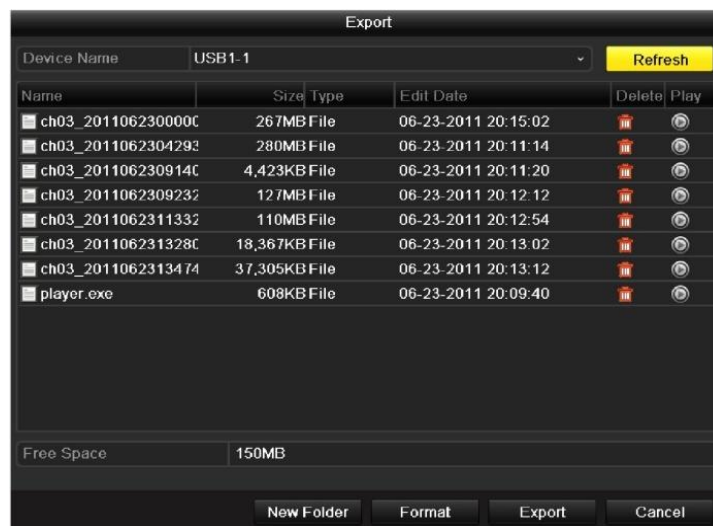 Export
Device Name USB1-1 Refresh
Name Size Type Edit Date Delete Play
ch03_2011062300000 267MB File 06-23-2011 20:15:02
ch03_2011062304293 280MB File 06-23-2011 20:11:14
ch03_2011062309140 4,423KB File 06-23-2011 20:11:20
ch03_2011062309232 127MB File 06-23-2011 20:12:12
ch03_2011062311332 110MB File 06-23-2011 20:12:54
ch03_2011062313280 18,367KB File 06-23-2011 20:13:02
ch03_2011062313474 37,305KB File 06-23-2011 20:13:12
player.exe 608KB File 06-23-2011 20:09:40
Free Space 150MB
New Folder Format Export Cancel